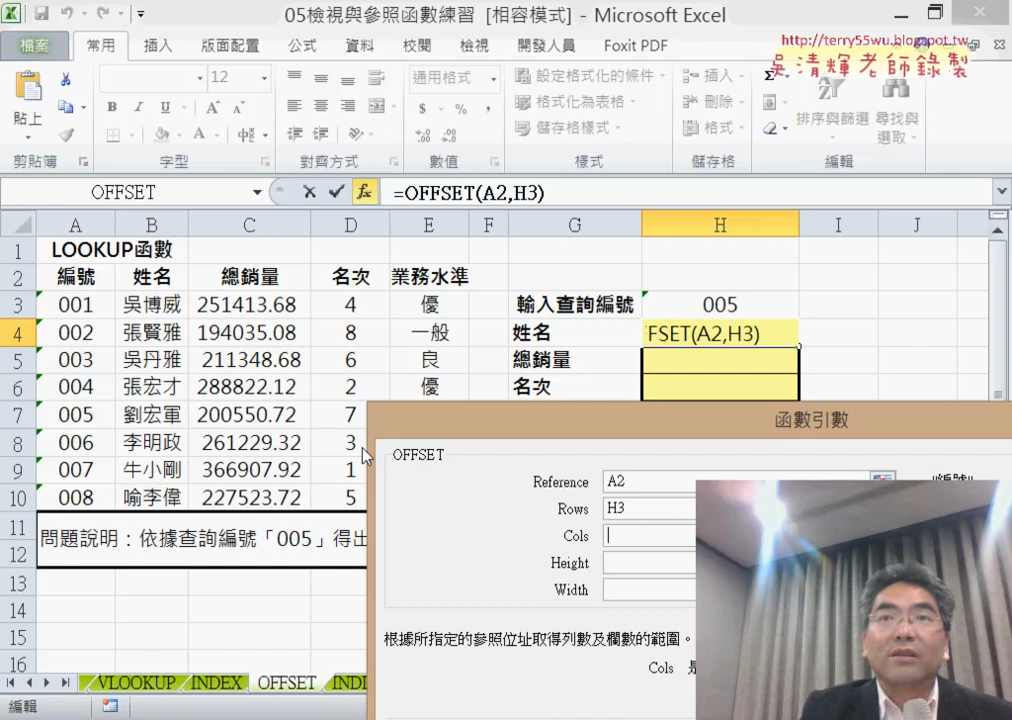 05檢視與參照函數練習 [相容模式] - Microsoft Excel
檔案 常用 插入 版面配置 公式 資料 校閱 檢視 開發人員 Foxit PDF
http://terry55wu.blogspot.tw
吳清輝老師錄製
12 通用格式 設定格式化的條件 插入
格式化為表格 刪除
貼上 儲存格樣式 格式 排序與篩選 尋找與
選取
剪貼簿 字型 對齊方式 數值 樣式 儲存格 編輯
OFFSET =OFFSET(A2,H3)
A B C D E F G H I J
1 LOOKUP函數
2 編號 姓名 總銷量 名次 業務水準
3 001 吳博威 251413.68 4 優 輸入查詢編號 005
4 002 張賢雅 194035.08 8 一般 姓名 FSET(A2,H3)
5 003 吳丹雅 211348.68 6 良 總銷量
6 004 張宏才 288822.12 2 優 名次
7 005 劉宏軍 200550.72 7
8 006 李明政 261229.32 3
9 007 牛小剛 366907.92 1
10 008 喻李偉 227523.72 5
11
問題說明：依據查詢編號「005」得出
12
13
14
15
16
函數引數
OFFSET
Reference A2
Rows H3
Cols
Height
Width
根據所指定的參照位址取得列數及欄數的範圍。
Cols 是
VLOOKUP INDEX OFFSET INDI
編輯